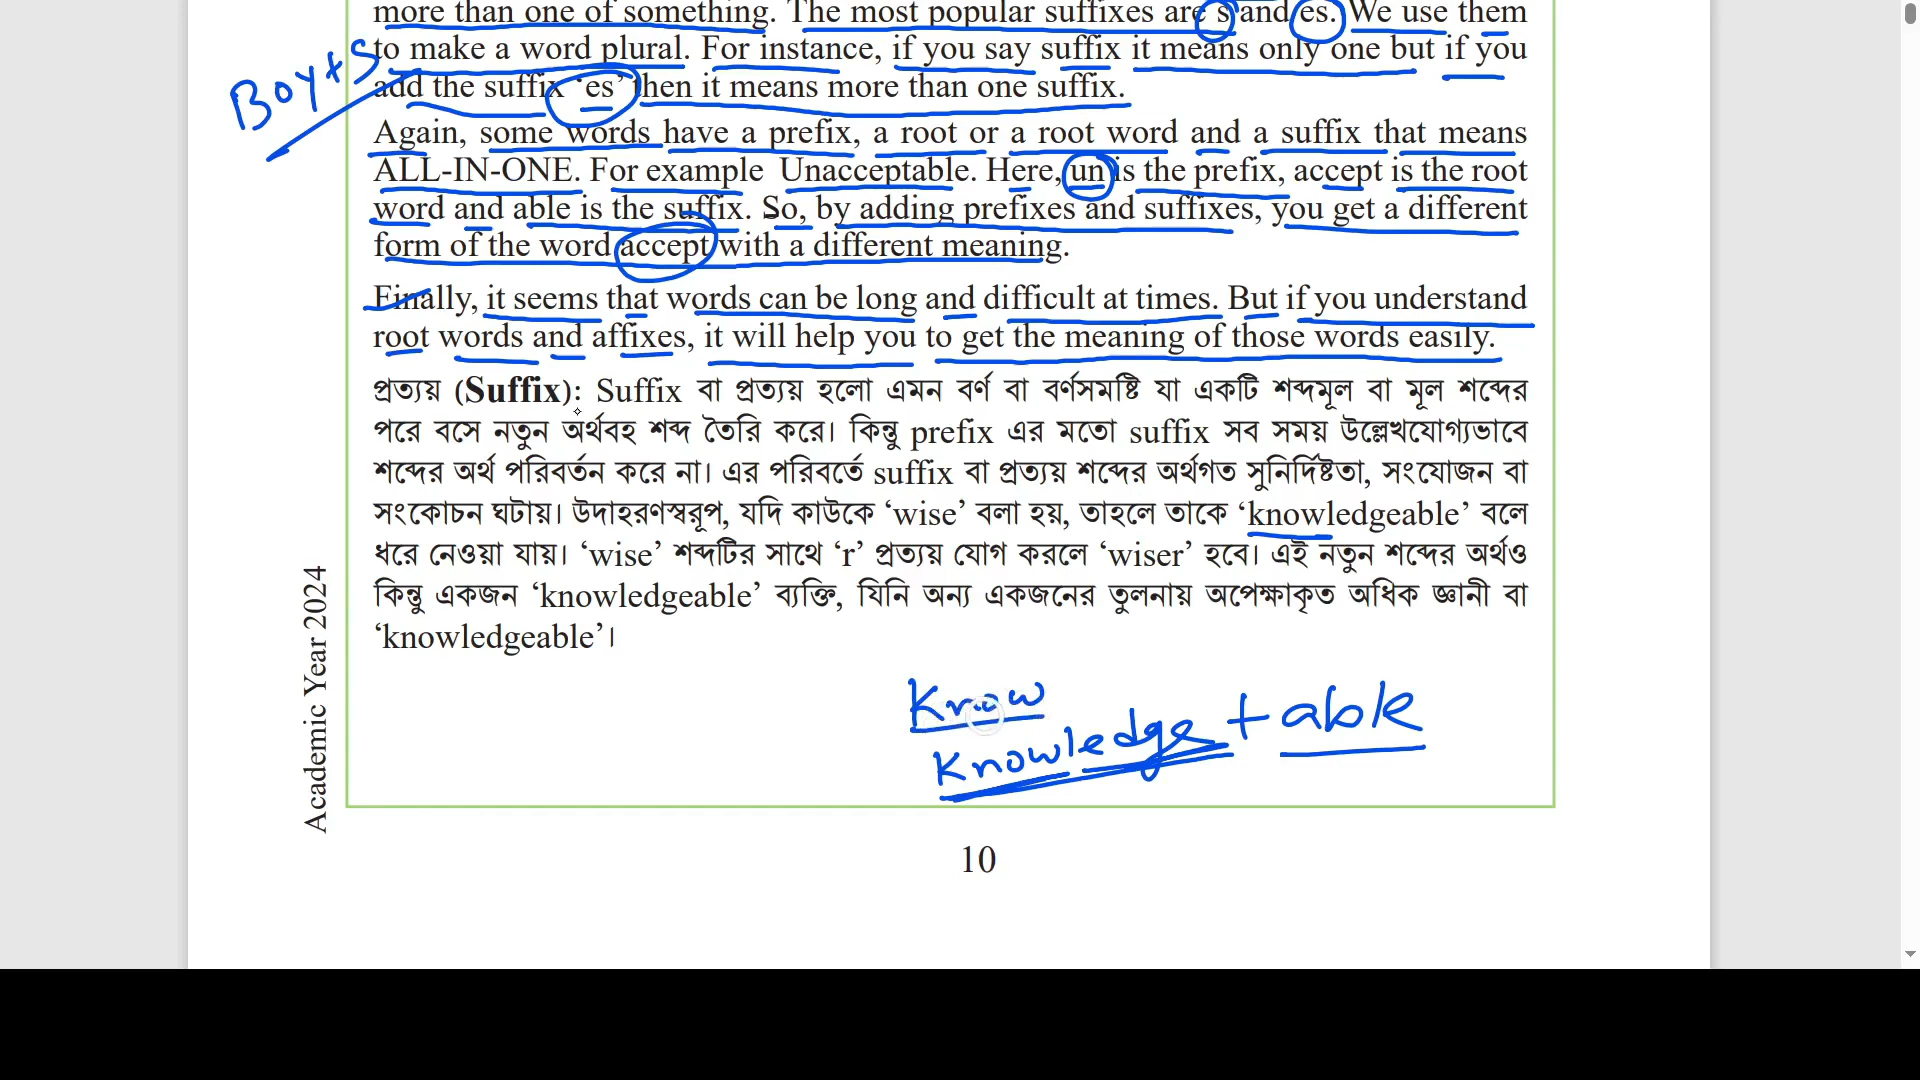 more than one of something. The most popular suffixes are s and es. We use them
to make a word plural. For instance, if you say suffix it means only one but if you
add the suffix ‘es’ then it means more than one suffix.
Boy+s
Again, some words have a prefix, a root or a root word and a suffix that means
ALL-IN-ONE. For example Unacceptable. Here, un is the prefix, accept is the root
word and able is the suffix. So, by adding prefixes and suffixes, you get a different
form of the word accept with a different meaning.
Finally, it seems that words can be long and difficult at times. But if you understand
root words and affixes, it will help you to get the meaning of those words easily.
প্রত্যয় (Suffix): Suffix বা প্রত্যয় হলো এমন বর্ণ বা বর্ণসমষ্টি যা একটি শব্দমূল বা মূল শব্দের
পরে বসে নতুন অর্থবহ শব্দ তৈরি করে। কিন্তু prefix এর মতো suffix সব সময় উল্লেখযোগ্যভাবে
শব্দের অর্থ পরিবর্তন করে না। এর পরিবর্তে suffix বা প্রত্যয় শব্দের অর্থগত সুনির্দিষ্টতা, সংযোজন বা
সংকোচন ঘটায়। উদাহরণস্বরূপ, যদি কাউকে ‘wise’ বলা হয়, তাহলে তাকে ‘knowledgeable’ বলে
ধরে নেওয়া যায়। ‘wise’ শব্দটির সাথে ‘r’ প্রত্যয় যোগ করলে ‘wiser’ হবে। এই নতুন শব্দের অর্থও
কিন্তু একজন ‘knowledgeable’ ব্যক্তি, যিনি অন্য একজনের তুলনায় অপেক্ষাকৃত অধিক জ্ঞানী বা
‘knowledgeable’।
Know
Knowledge + able
Academic Year 2024
10